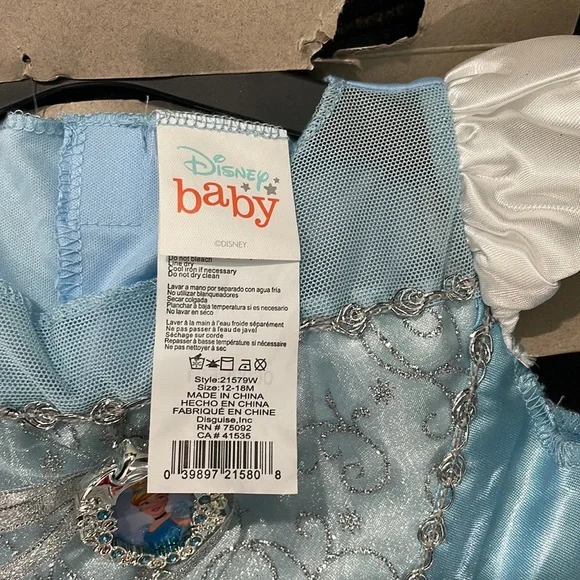 Disney
baby
©DISNEY
Do not bleach
Line dry
Cool iron if necessary
Do not dry clean
Lavar a mano por separado con agua fria
No utilizar blanqueadores
Secar colgada
Planchar à baja temperatura si es necesario
No lavar en séco
Laver à la main à l'eau froide séparément
Ne pas passer à l'eau de javel
Séchage sur corde
Repasser à basse température si nécessaire
Ne pas nettoyer à sec
Style:21579W
Size:12-18M
MADE IN CHINA
HECHO EN CHINA
FABRIQUÉ EN CHINE
Disguise,Inc
RN # 75092
CA # 41535
0 39897 21580 8